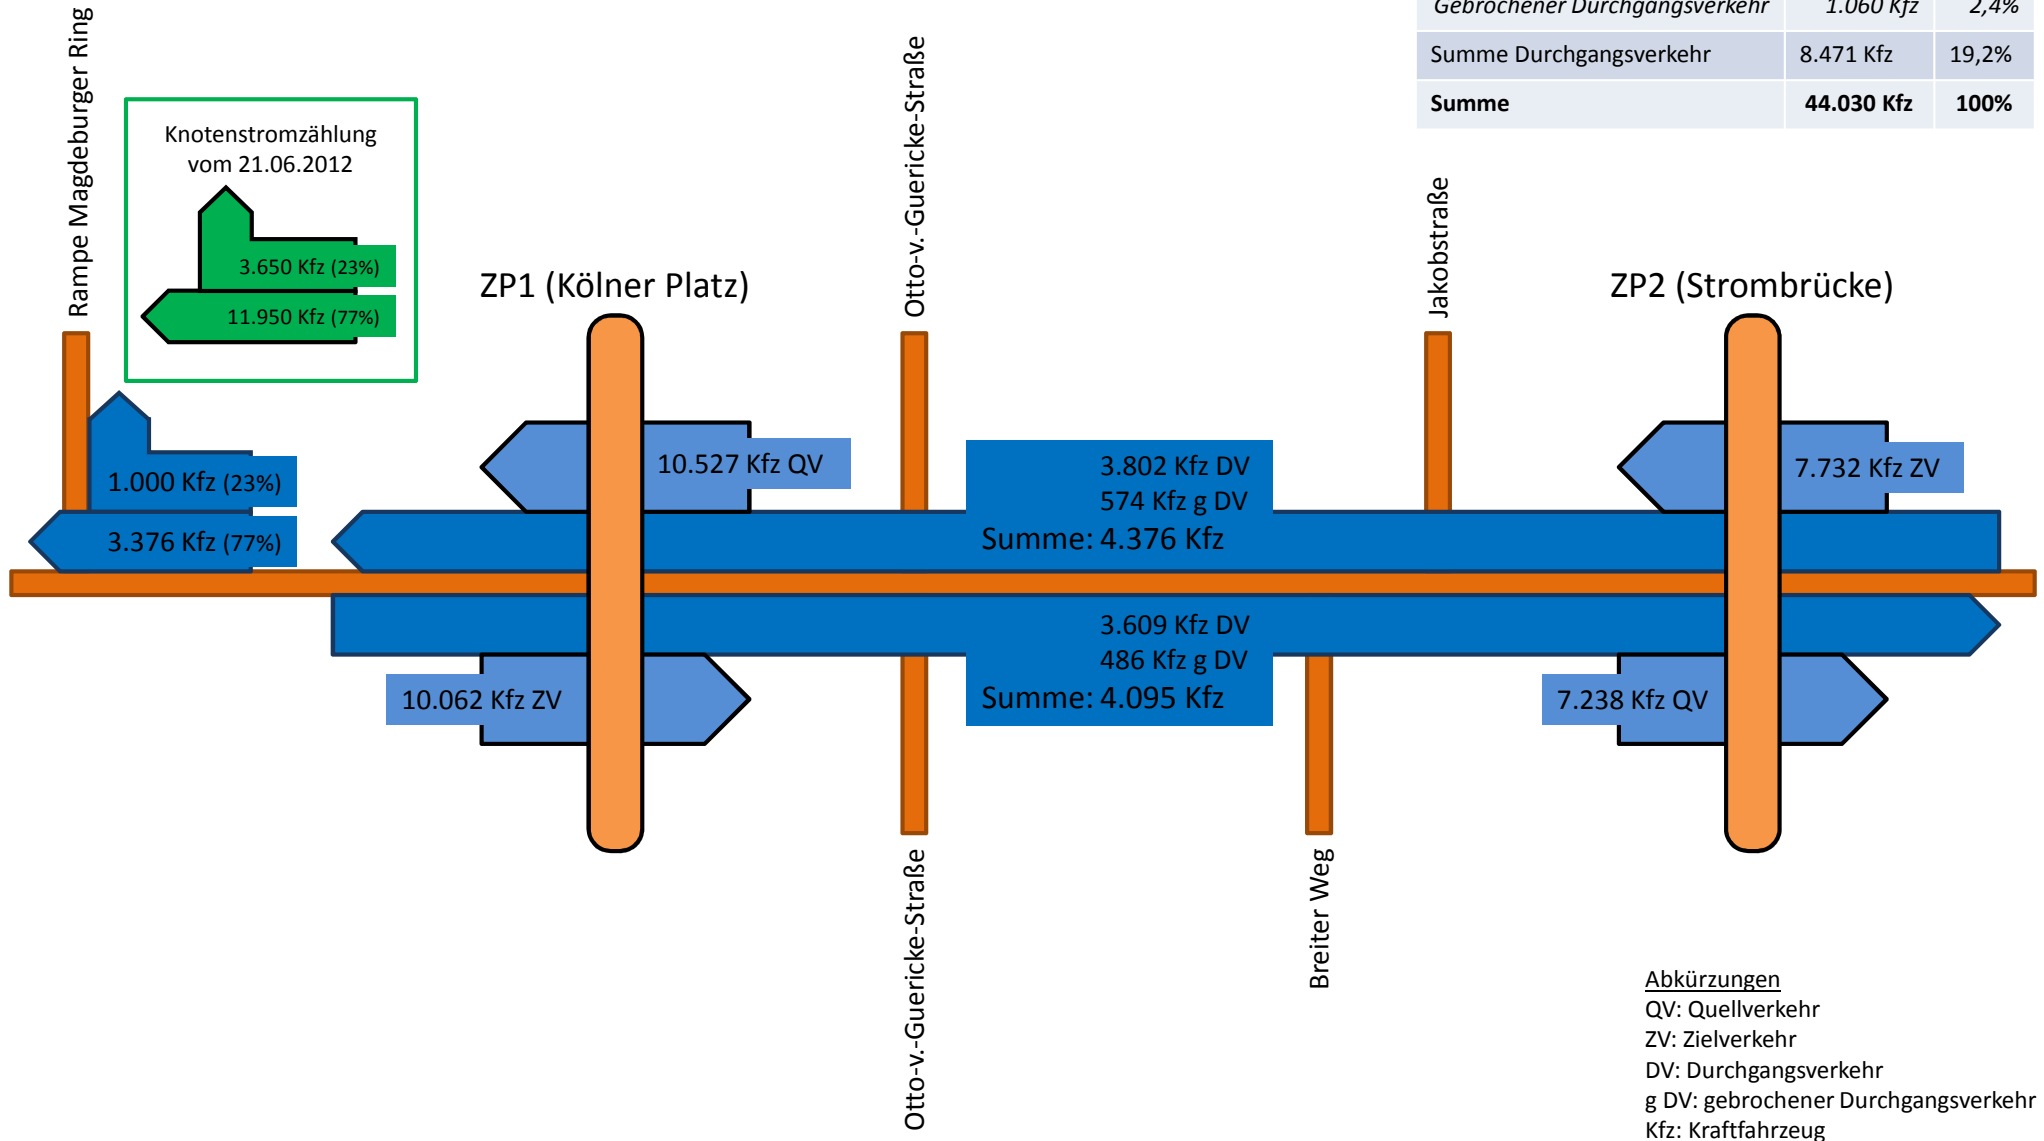 Gebrochener Durchgangsverkehr 1.060 Kfz 2,4%
Summe Durchgangsverkehr 8.471 Kfz 19,2%
Summe 44.030 Kfz 100%
Rampe Magdeburger Ring
Knotenstromzählung
vom 21.06.2012
3.650 Kfz (23%)
11.950 Kfz (77%)
ZP1 (Kölner Platz)
Otto-v.-Guericke-Straße
Jakobstraße
ZP2 (Strombrücke)
1.000 Kfz (23%)
3.376 Kfz (77%)
10.527 Kfz QV
3.802 Kfz DV
574 Kfz g DV
Summe: 4.376 Kfz
7.732 Kfz ZV
10.062 Kfz ZV
3.609 Kfz DV
486 Kfz g DV
Summe: 4.095 Kfz
7.238 Kfz QV
Otto-v.-Guericke-Straße
Breiter Weg
Abkürzungen
QV: Quellverkehr
ZV: Zielverkehr
DV: Durchgangsverkehr
g DV: gebrochener Durchgangsverkehr
Kfz: Kraftfahrzeug